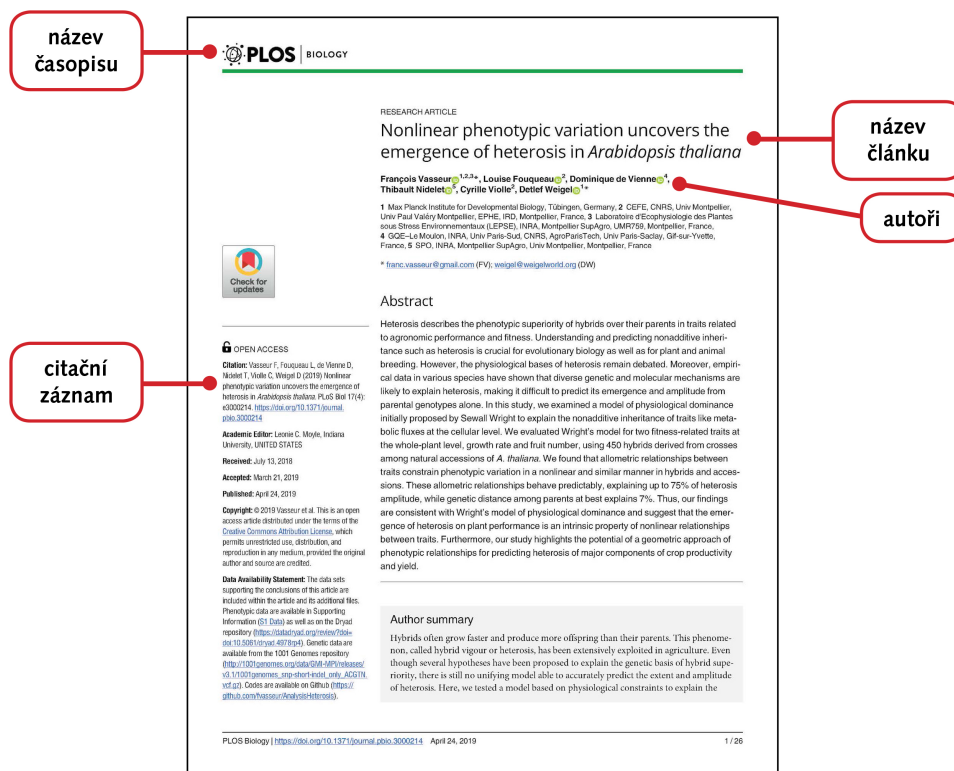 název
časopisu
PLOS BIOLOGY
RESEARCH ARTICLE
Nonlinear phenotypic variation uncovers the
emergence of heterosis in Arabidopsis thaliana
název
článku
François Vasseur1,2,3*, Louise Fouqueau2, Dominique de Vienne4,
Thibault Nidelet5, Cyrille Violle2, Detlef Weigel1*
autoři
1 Max Planck Institute for Developmental Biology, Tübingen, Germany, 2 CEFE, CNRS, Univ Montpellier,
Univ Paul Valéry Montpellier, EPHE, IRD, Montpellier, France, 3 Laboratoire d'Ecophysiologie des Plantes
sous Stress Environnementaux (LEPSE), INRA, Montpellier SupAgro, UMR759, Montpellier, France,
4 GQE–Le Moulon, INRA, Univ Paris-Sud, CNRS, AgroParisTech, Univ Paris-Saclay, Gif-sur-Yvette,
France, 5 SPO, INRA, Montpellier SupAgro, Univ Montpellier, Montpellier, France
* franc.vasseur@gmail.com (FV); weigel@weigelworld.org (DW)
Check for
updates
Abstract
Heterosis describes the phenotypic superiority of hybrids over their parents in traits related
to agronomic performance and fitness. Understanding and predicting nonadditive inheri-
tance such as heterosis is crucial for evolutionary biology as well as for plant and animal
breeding. However, the physiological bases of heterosis remain debated. Moreover, empiri-
cal data in various species have shown that diverse genetic and molecular mechanisms are
likely to explain heterosis, making it difficult to predict its emergence and amplitude from
parental genotypes alone. In this study, we examined a model of physiological dominance
initially proposed by Sewall Wright to explain the nonadditive inheritance of traits like meta-
bolic fluxes at the cellular level. We evaluated Wright's model for two fitness-related traits at
the whole-plant level, growth rate and fruit number, using 450 hybrids derived from crosses
among natural accessions of A. thaliana. We found that allometric relationships between
traits constrain phenotypic variation in a nonlinear and similar manner in hybrids and acces-
sions. These allometric relationships behave predictably, explaining up to 75% of heterosis
amplitude, while genetic distance among parents at best explains 7%. Thus, our findings
are consistent with Wright's model of physiological dominance and suggest that the emer-
gence of heterosis on plant performance is an intrinsic property of nonlinear relationships
between traits. Furthermore, our study highlights the potential of a geometric approach of
phenotypic relationships for predicting heterosis of major components of crop productivity
and yield.
citační
záznam
OPEN ACCESS
Citation: Vasseur F, Fouqueau L, de Vienne D,
Nidelet T, Violle C, Weigel D (2019) Nonlinear
phenotypic variation uncovers the emergence of
heterosis in Arabidopsis thaliana. PLoS Biol 17(4):
e3000214. https://doi.org/10.1371/journal.
pbio.3000214
Academic Editor: Leonie C. Moyle, Indiana
University, UNITED STATES
Received: July 13, 2018
Accepted: March 21, 2019
Published: April 24, 2019
Copyright: © 2019 Vasseur et al. This is an open
access article distributed under the terms of the
Creative Commons Attribution License, which
permits unrestricted use, distribution, and
reproduction in any medium, provided the original
author and source are credited.
Data Availability Statement: The data sets
supporting the conclusions of this article are
included within the article and its additional files.
Phenotypic data are available in Supporting
Information (S1 Data) as well as on the Dryad
repository (https://datadryad.org/review?doi=
doi:10.5061/dryad.4978rp4). Genetic data are
available from the 1001 Genomes repository
(http://1001genomes.org/data/GMI-MPI/releases/
v3.1/1001genomes_snp-short-indel_only_ACGTN.
vcf.gz). Codes are available on Github (https://
github.com/fvasseur/AnalysisHeterosis).
Author summary
Hybrids often grow faster and produce more offspring than their parents. This phenome-
non, called hybrid vigour or heterosis, has been extensively exploited in agriculture. Even
though several hypotheses have been proposed to explain the genetic basis of hybrid supe-
riority, there is still no unifying model able to accurately predict the extent and amplitude
of heterosis. Here, we tested a model based on physiological constraints to explain the
PLOS Biology | https://doi.org/10.1371/journal.pbio.3000214 April 24, 2019 1 / 26